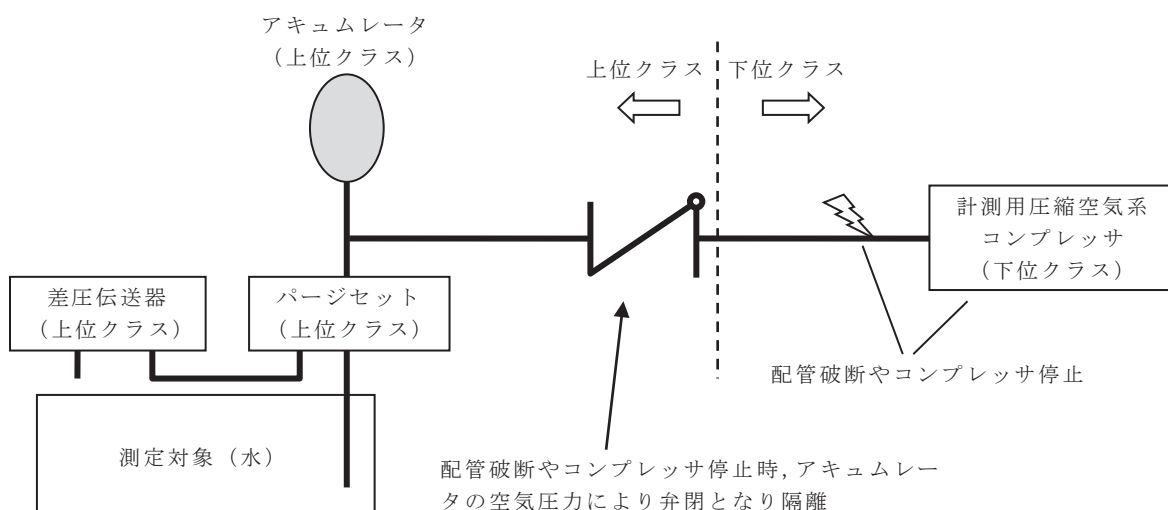 アキュムレータ
（上位クラス）
上位クラス 下位クラス
計測用圧縮空気系
コンプレッサ
（下位クラス）
差圧伝送器
（上位クラス）
パージセット
（上位クラス）
配管破断やコンプレッサ停止
測定対象（水）
配管破断やコンプレッサ停止時，アキュムレー
タの空気圧力により弁閉となり隔離